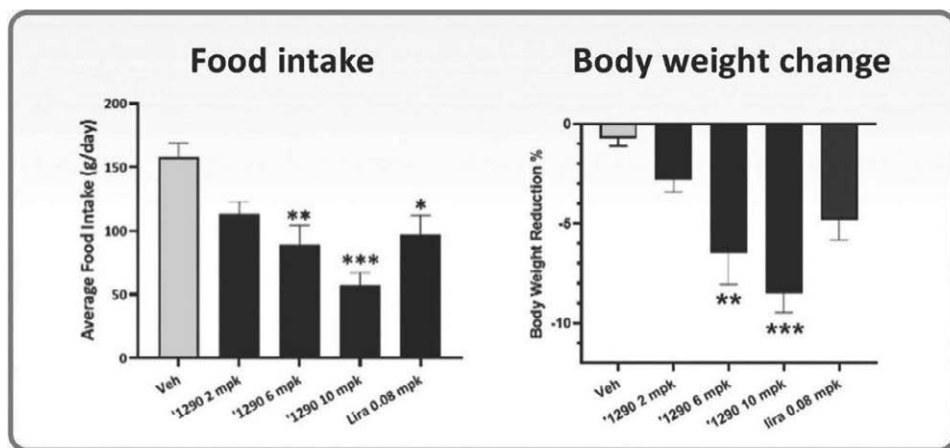 Food intake
Average Food Intake (g/day)
200
150
100
50
0
**
***
*
Veh
'1290 2 mpk
'1290 6 mpk
'1290 10 mpk
Lira 0.08 mpk
Body weight change
Body Weight Reduction %
0
-5
-10
**
***
Veh
'1290 2 mpk
'1290 6 mpk
'1290 10 mpk
lira 0.08 mpk